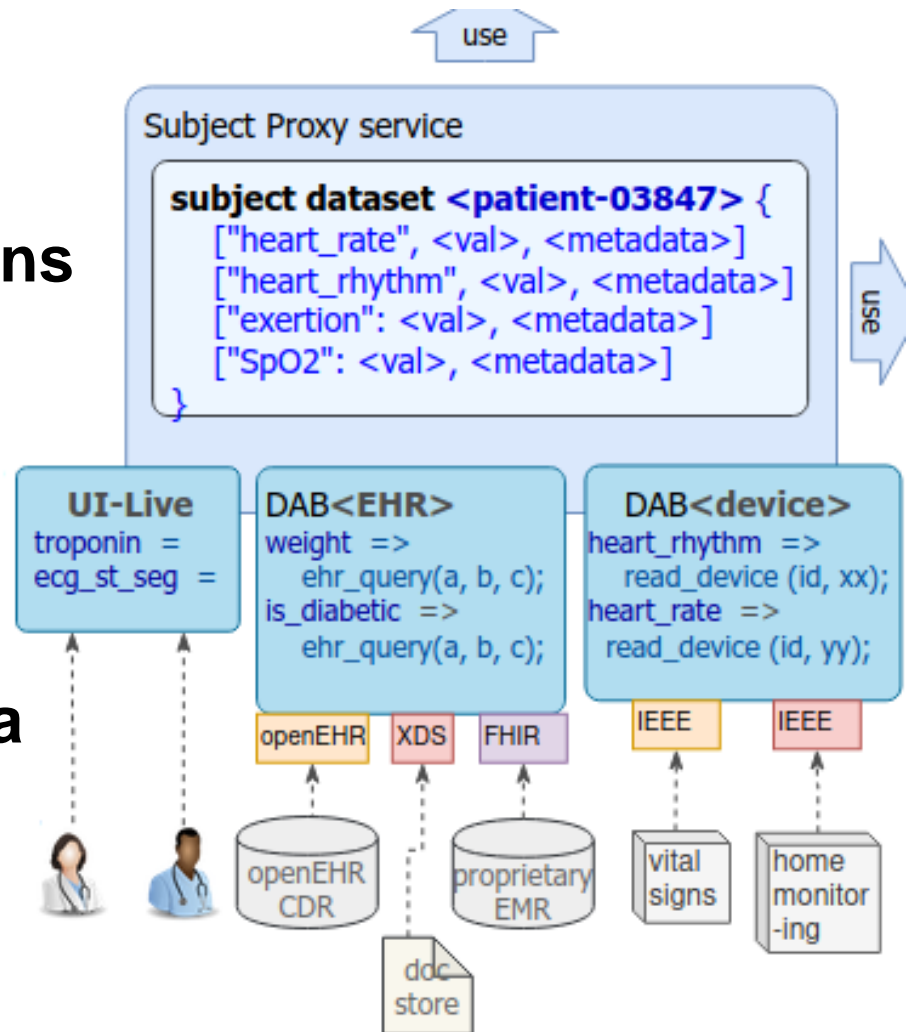 use
Subject Proxy service
subject dataset <patient-03847> {
["heart_rate", <val>, <metadata>]
["heart_rhythm", <val>, <metadata>]
["exertion": <val>, <metadata>]
["SpO2": <val>, <metadata>]
}
ns
use
UI-Live
troponin =
ecg_st_seg =
DAB<EHR>
weight =>
ehr_query(a, b, c);
is_diabetic =>
ehr_query(a, b, c);
DAB<device>
heart_rhythm =>
read_device (id, xx);
heart_rate =>
read_device (id, yy);
a
openEHR
XDS
FHIR
IEEE
IEEE
openEHR
CDR
doc
store
proprietary
EMR
vital
signs
home
monitor
-ing